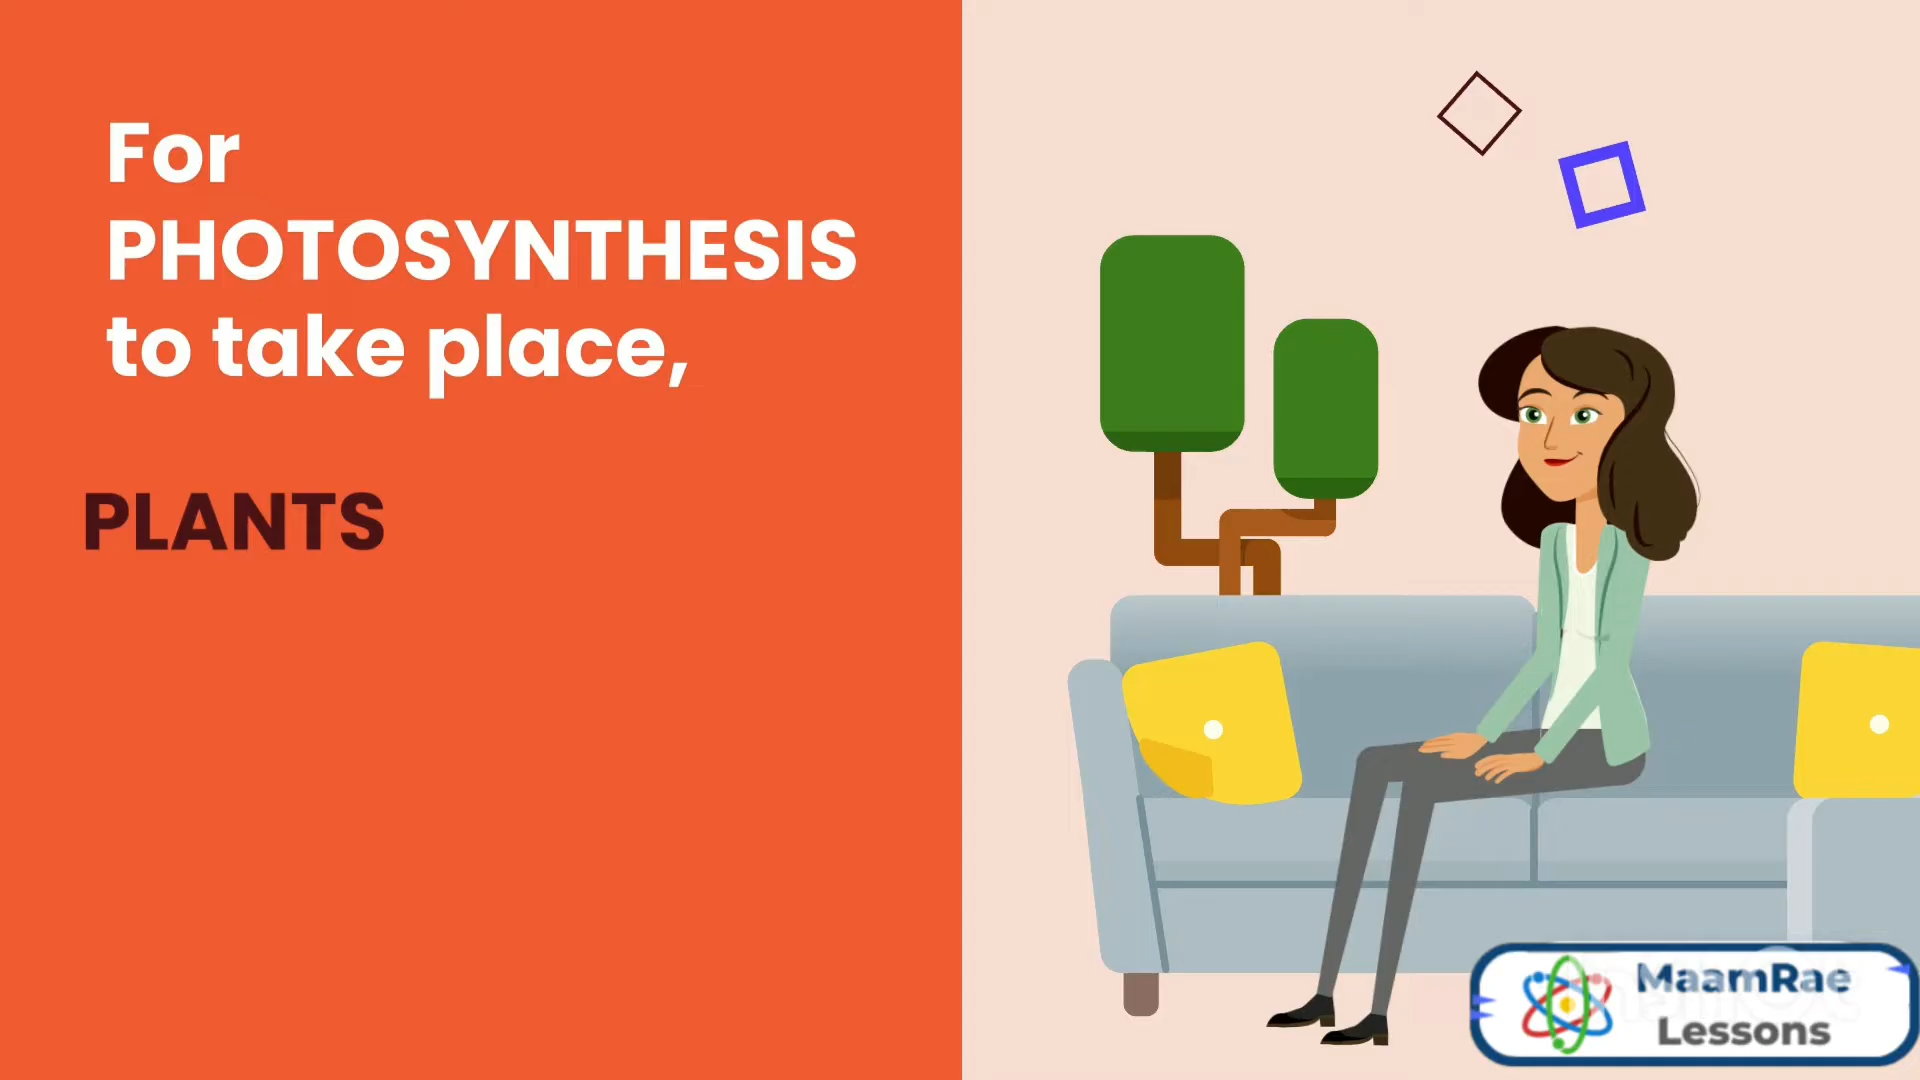 For
PHOTOSYNTHESIS
to take place,
PLANTS
MaamRae
Lessons